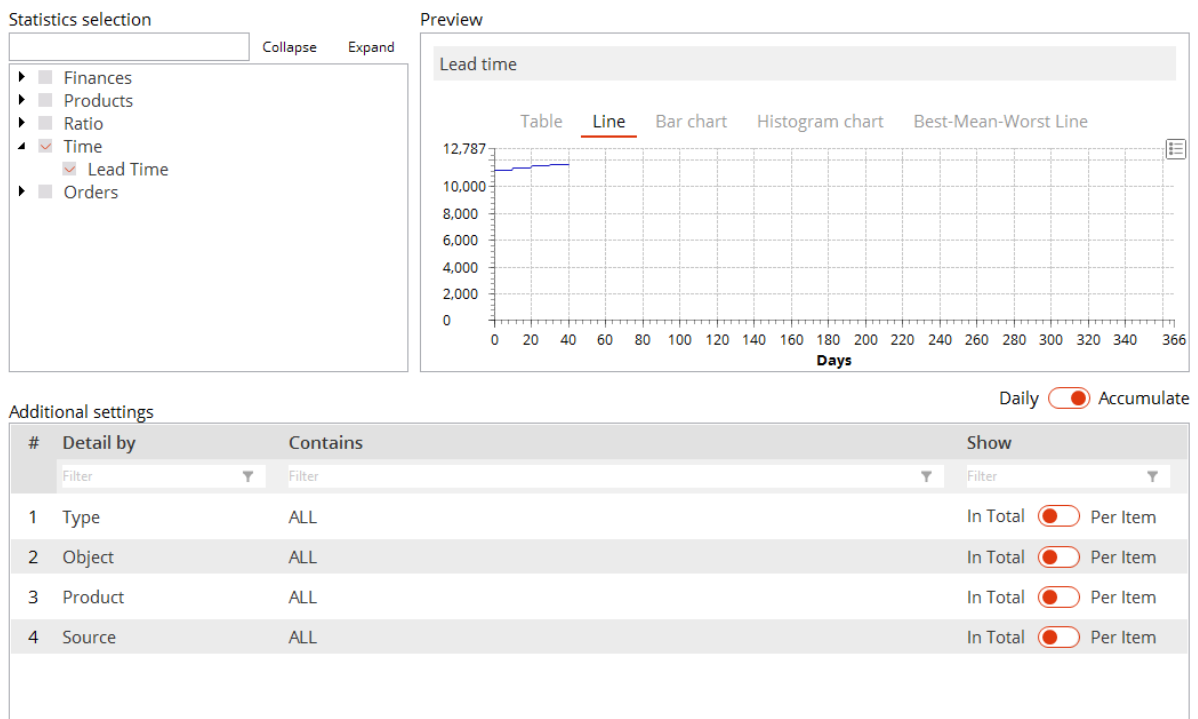 Statistics selection
Collapse Expand
Finances
Products
Ratio
Time
Lead Time
Orders
Preview
Lead time
Table Line Bar chart Histogram chart Best-Mean-Worst Line
12,787
10,000
8,000
6,000
4,000
2,000
0
0 20 40 60 80 100 120 140 160 180 200 220 240 260 280 300 320 340 366
Days
Daily Accumulate
Additional settings
# Detail by Contains Show
Filter Filter Filter
1 Type ALL In Total Per Item
2 Object ALL In Total Per Item
3 Product ALL In Total Per Item
4 Source ALL In Total Per Item